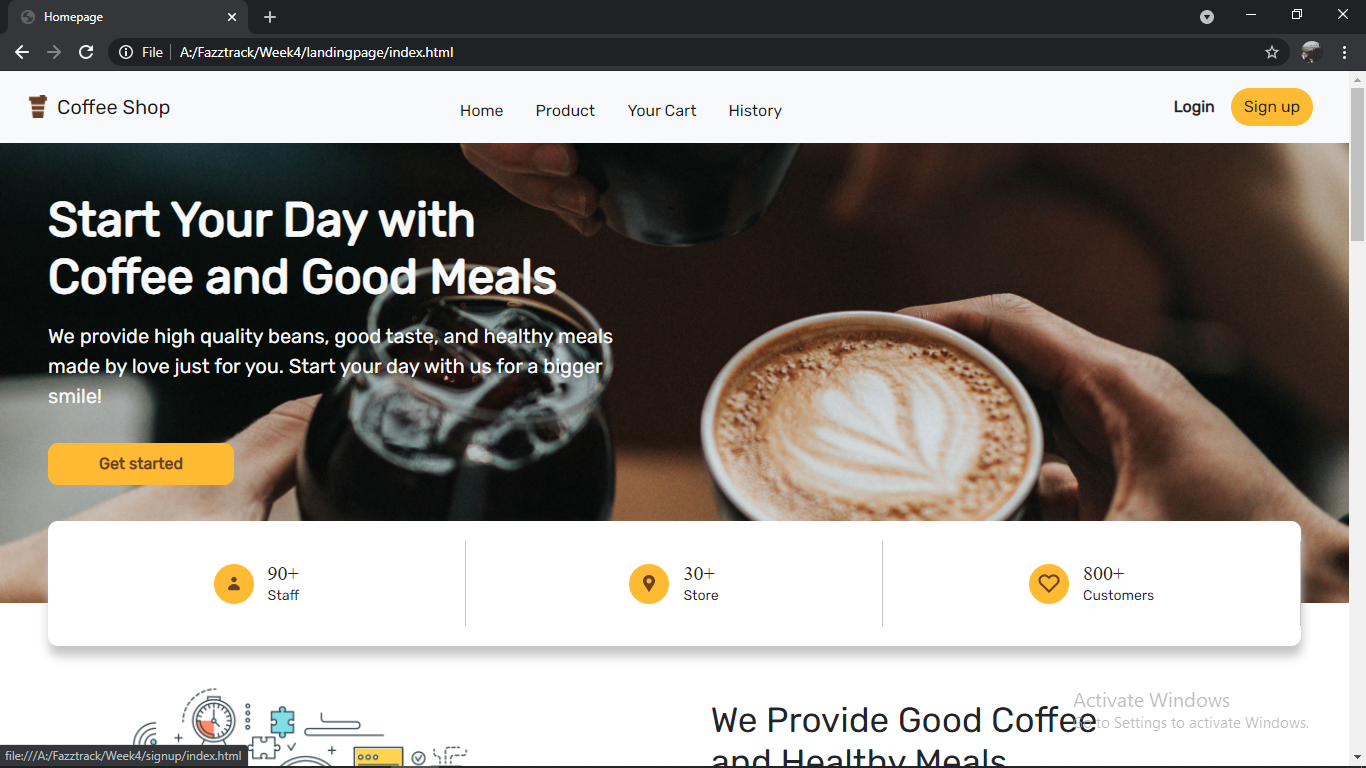 Homepage
File
A:/Fazztrack/Week4/landingpage/index.html
Coffee Shop
Home
Product
Your Cart
History
Login
Sign up
Start Your Day with
Coffee and Good Meals
We provide high quality beans, good taste, and healthy meals
made by love just for you. Start your day with us for a bigger
smile!
Get started
90+
Staff
30+
Store
800+
Customers
We Provide Good Coffee
and Healthy Meals
Activate Windows
Go to Settings to activate Windows.
file:///A:/Fazztrack/Week4/signup/index.html